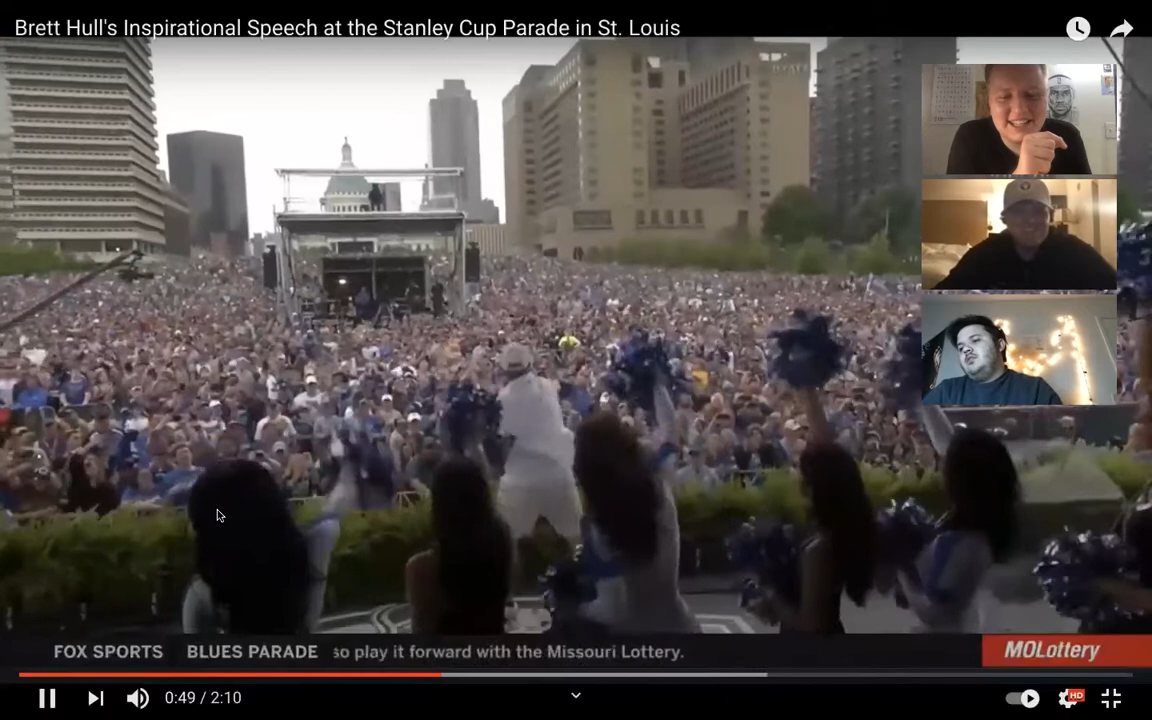 Brett Hull's Inspirational Speech at the Stanley Cup Parade in St. Louis
FOX SPORTS BLUES PARADE so play it forward with the Missouri Lottery. MOLottery
0:49 / 2:10 HD